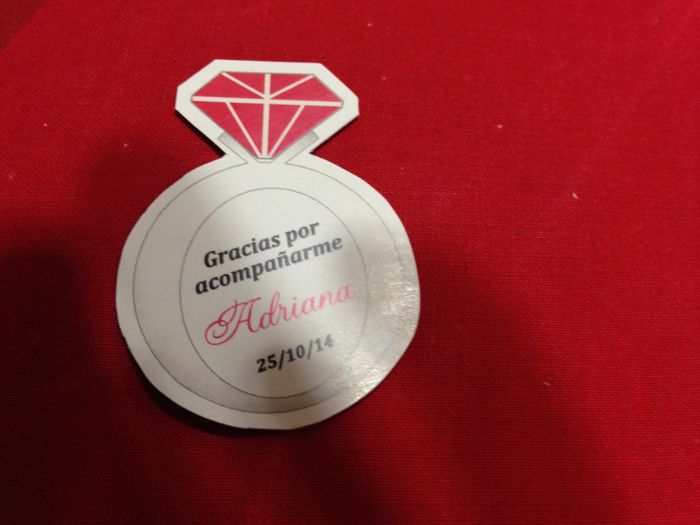 Gracias por
acompañarme
Adriana
25/10/14